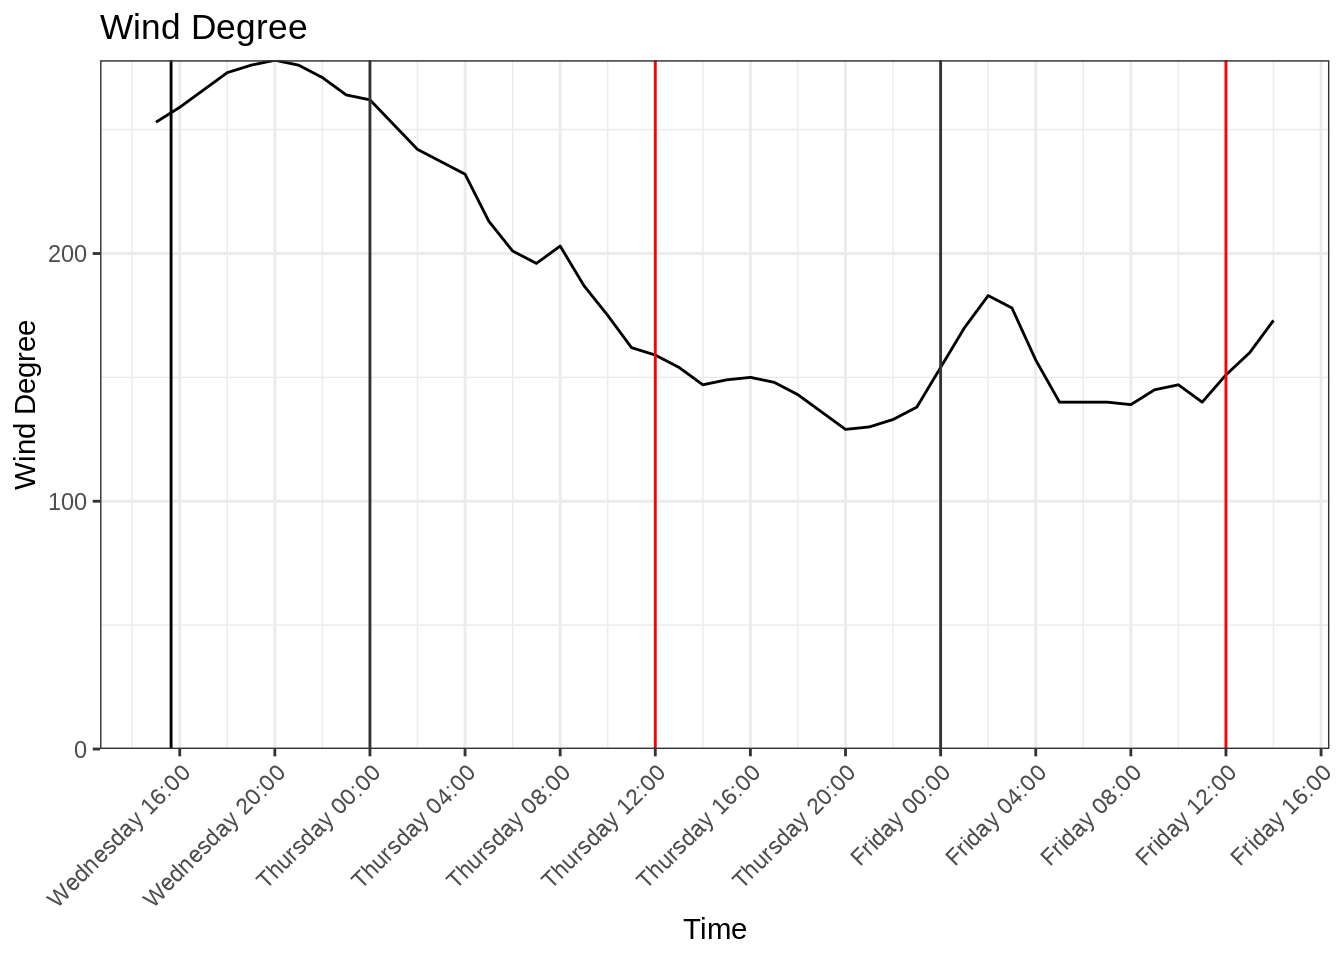 Wind Degree
Wind Degree
200
100
0
Wednesday 16:00
Wednesday 20:00
Thursday 00:00
Thursday 04:00
Thursday 08:00
Thursday 12:00
Thursday 16:00
Thursday 20:00
Friday 00:00
Friday 04:00
Friday 08:00
Friday 12:00
Friday 16:00
Time